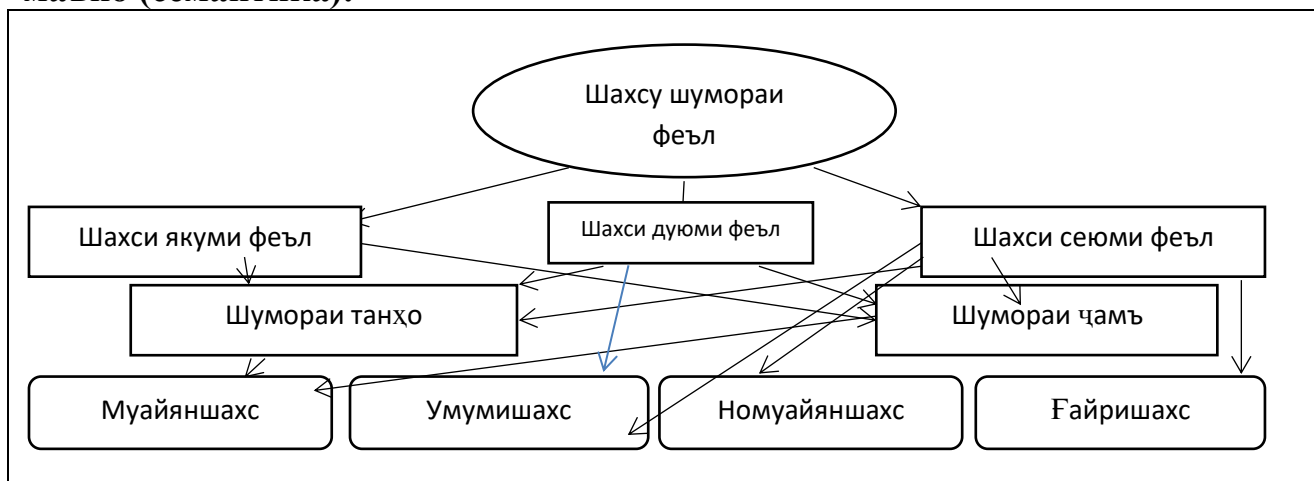 маъно (семантика):
Шахсу шумораи
феъл
Шахси якуми феъл
Шахси дуюми феъл
Шахси сеюми феъл
Шумораи танҳо
Шумораи ҷамъ
Муайяншахс
Умумишахс
Номуайяншахс
Ғайришахс